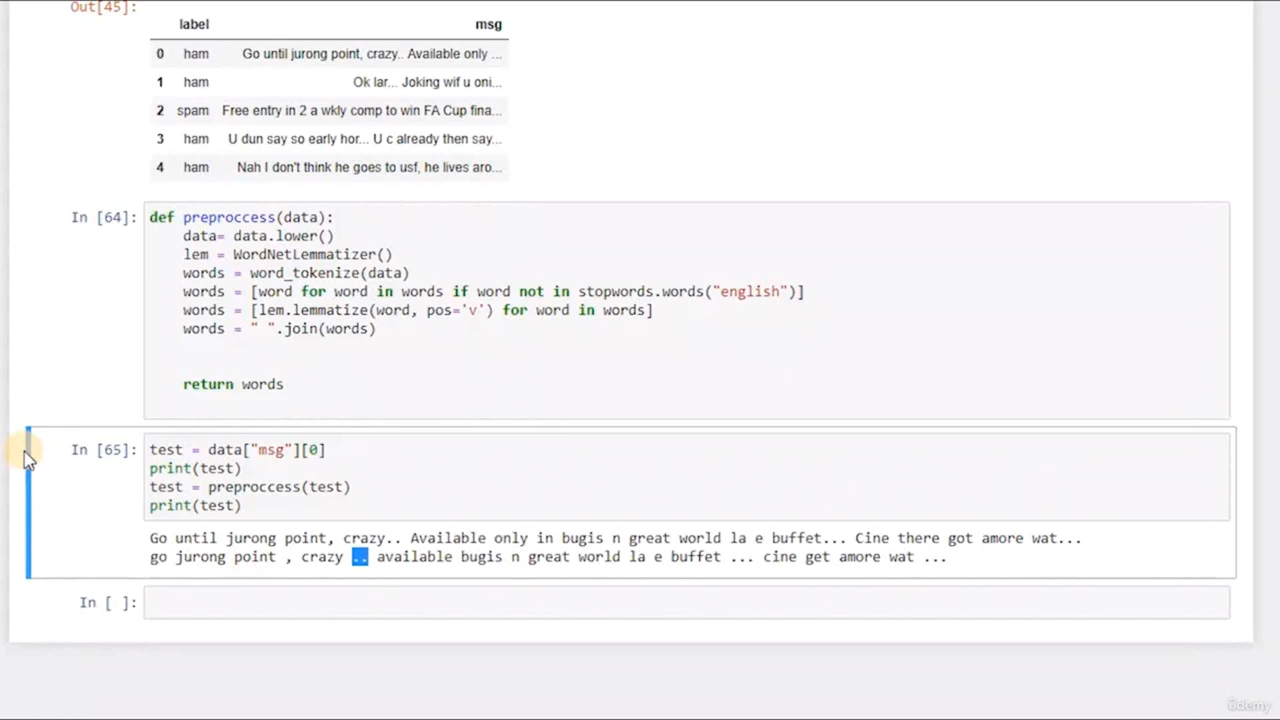 Out[45]:
label msg
0 ham Go until jurong point, crazy.. Available only ...
1 ham Ok lar... Joking wif u oni...
2 spam Free entry in 2 a wkly comp to win FA Cup fina...
3 ham U dun say so early hor... U c already then say...
4 ham Nah I don't think he goes to usf, he lives aro...
In [64]: def preproccess(data):
data= data.lower()
lem = WordNetLemmatizer()
words = word_tokenize(data)
words = [word for word in words if word not in stopwords.words("english")]
words = [lem.lemmatize(word, pos='v') for word in words]
words = " ".join(words)
return words
In [65]: test = data["msg"][0]
print(test)
test = preproccess(test)
print(test)
Go until jurong point, crazy.. Available only in bugis n great world la e buffet... Cine there got amore wat...
go jurong point , crazy .. available bugis n great world la e buffet ... cine get amore wat ...
In [ ]:
ûdemy